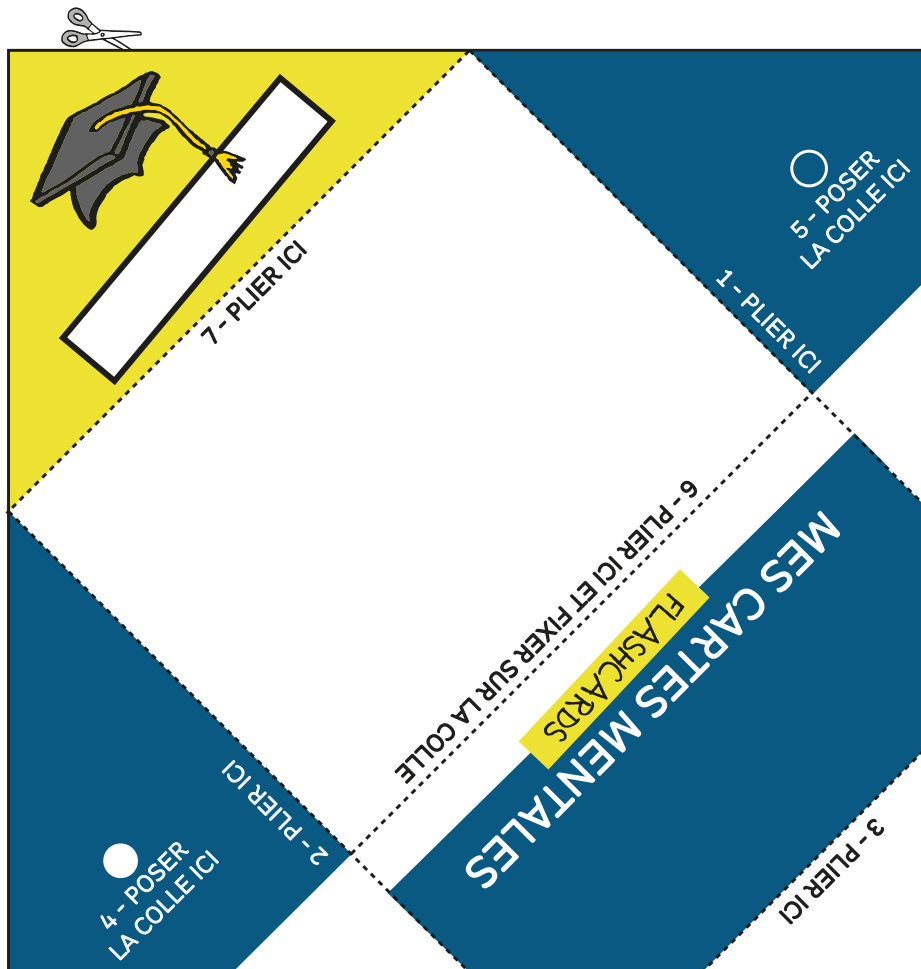 5 - POSER
LA COLLE ICI
1 - PLIER ICI
7 - PLIER ICI
6 - PLIER ICI ET FIXER SUR LA COLLE
FLASHCARDS
MES CARTES MENTALES
2 - PLIER ICI
4 - POSER
LA COLLE ICI
3 - PLIER ICI